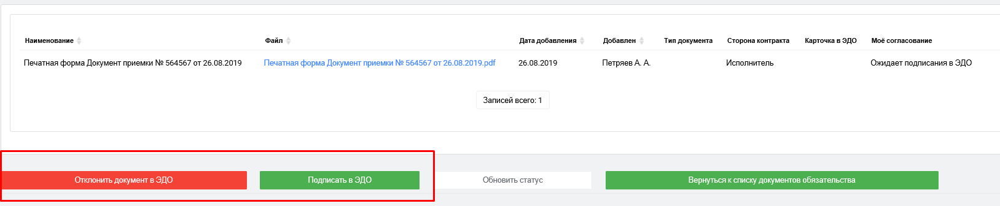 Наименование Файл Дата добавления Добавлен Тип документа Сторона контракта Карточка в ЭДО Моё согласование
Печатная форма Документ приемки № 564567 от 26.08.2019 Печатная форма Документ приемки № 564567 от 26.08.2019.pdf 26.08.2019 Петряев А. А. Исполнитель Ожидает подписания в ЭДО
Записей всего: 1
Отклонить документ в ЭДО Подписать в ЭДО Обновить статус Вернуться к списку документов обязательства